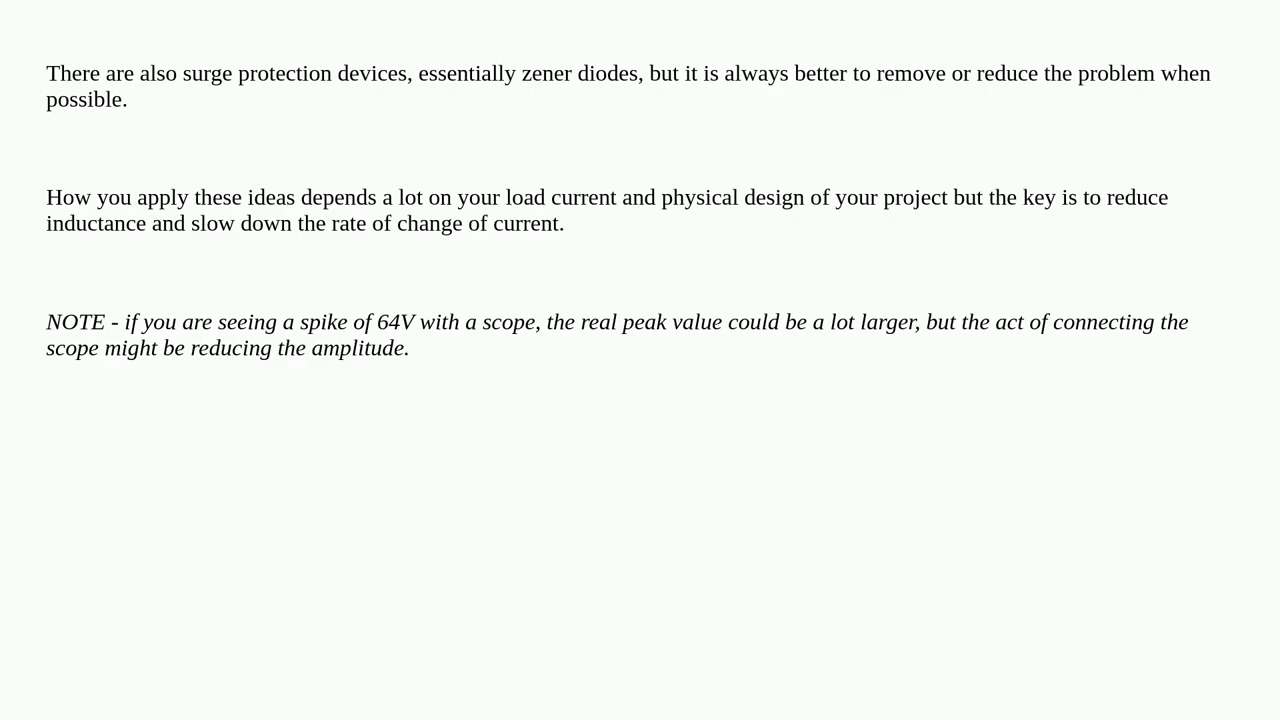 There are also surge protection devices, essentially zener diodes, but it is always better to remove or reduce the problem when
possible.
How you apply these ideas depends a lot on your load current and physical design of your project but the key is to reduce
inductance and slow down the rate of change of current.
NOTE - if you are seeing a spike of 64V with a scope, the real peak value could be a lot larger, but the act of connecting the
scope might be reducing the amplitude.